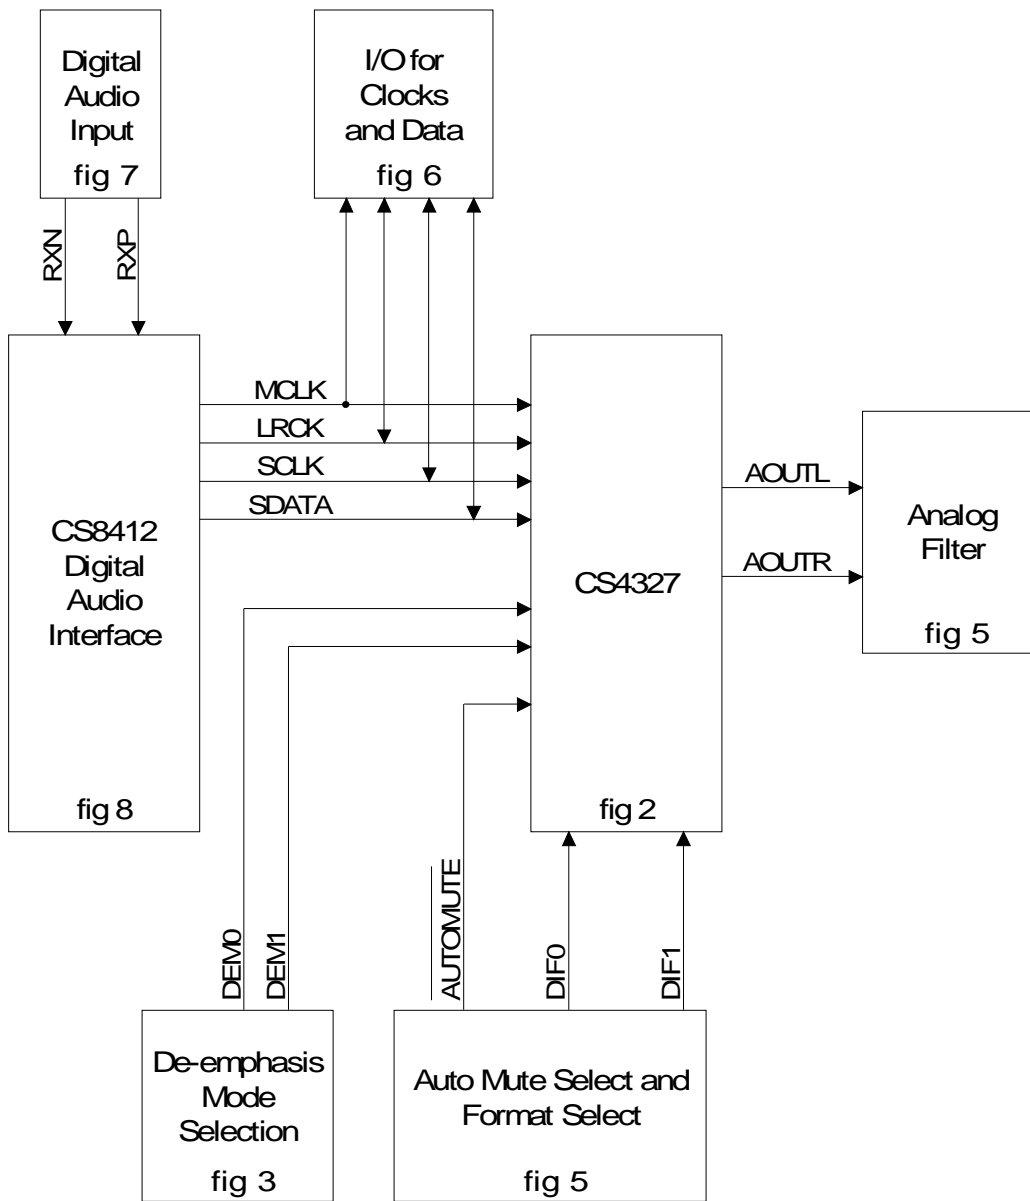 Digital
Audio
Input
fig 7
I/O for
Clocks
and Data
fig 6
RXN
RXP
MCLK
LRCK
SCLK
SDATA
CS8412
Digital
Audio
Interface
fig 8
CS4327
fig 2
AOUTL
AOUTR
Analog
Filter
fig 5
DEM0
DEM1
AUTOMUTE
DIF0
DIF1
De-emphasis
Mode
Selection
fig 3
Auto Mute Select and
Format Select
fig 5